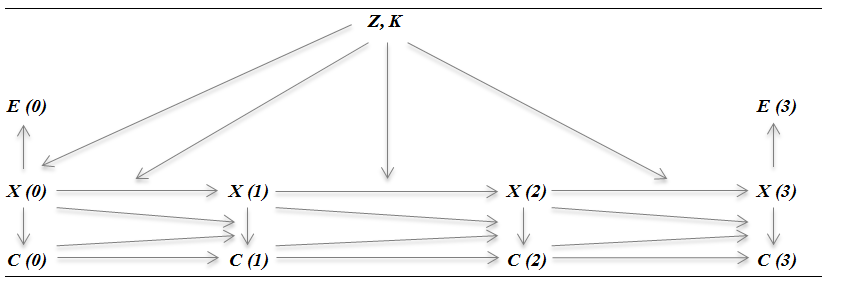 Z, K
E (0) E (3)
X (0) X (1) X (2) X (3)
C (0) C (1) C (2) C (3)